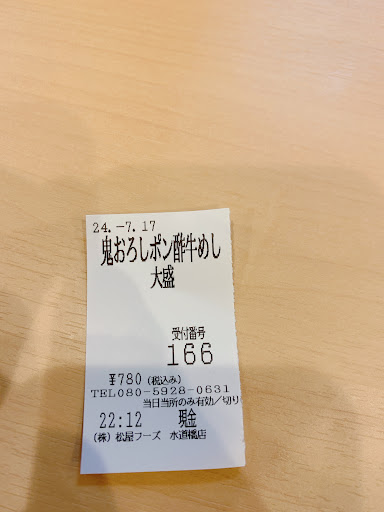 24.-7.17
鬼おろしポン酢牛めし
大盛
受付番号
166
¥780(税込み)
TEL080-5928-0631
当日当所のみ有効／切り
22:12 現金
(株)松屋フーズ 水道橋店